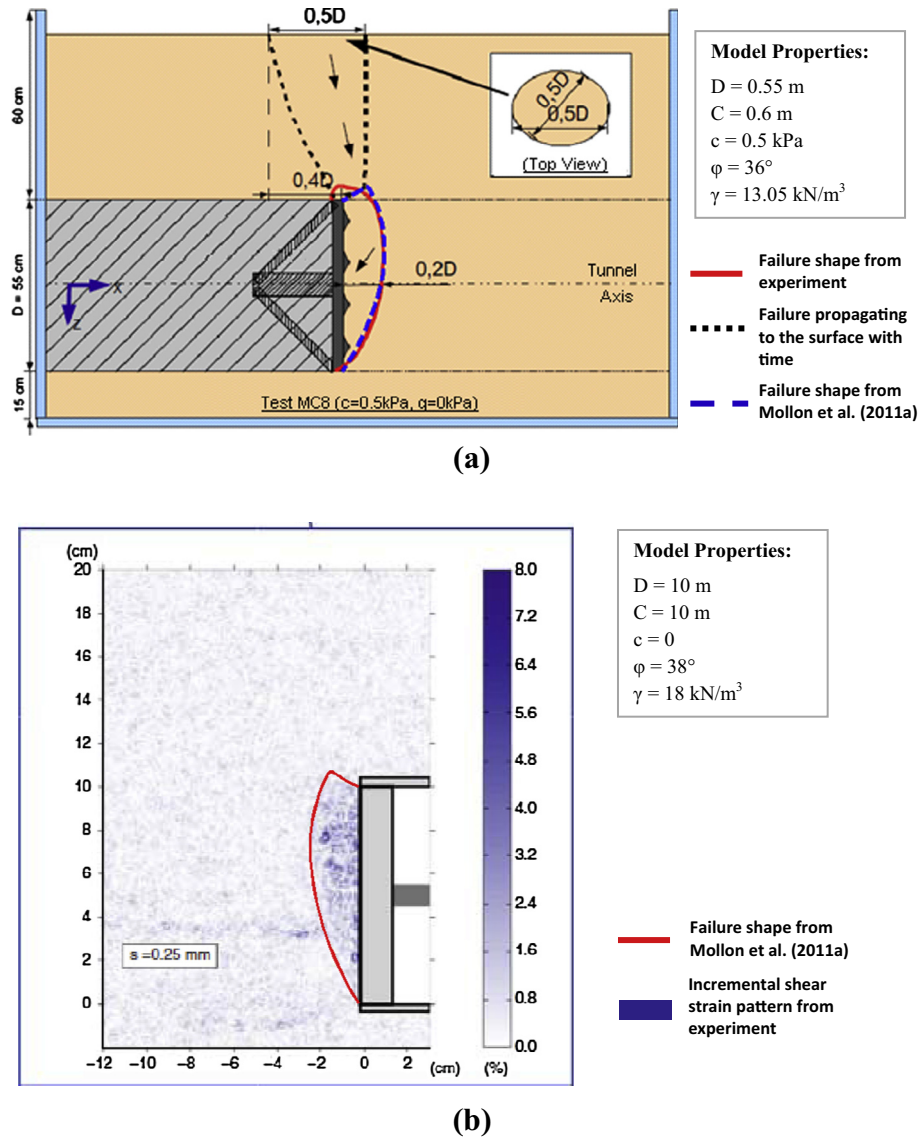 0,5D
60 cm
D = 55 cm
15 cm
0,4D
0,2D
0,5D
0,5D
(Top View)
x
z
Tunnel
Axis
Test MC8 (c=0.5kPa, q=0kPa)
Model Properties:
D = 0.55 m
C = 0.6 m
c = 0.5 kPa
φ = 36°
γ = 13.05 kN/m³
Failure shape from
experiment
Failure propagating
to the surface with
time
Failure shape from
Mollon et al. (2011a)
(a)
(cm)
20
18
16
14
12
10
8
6
4
2
0
s =0.25 mm
−12 −10 −8 −6 −4 −2 0 2
(cm)
8.0
7.2
6.4
5.6
4.8
4.0
3.2
2.4
1.6
0.8
0.0
(%)
Model Properties:
D = 10 m
C = 10 m
c = 0
φ = 38°
γ = 18 kN/m³
Failure shape from
Mollon et al. (2011a)
Incremental shear
strain pattern from
experiment
(b)